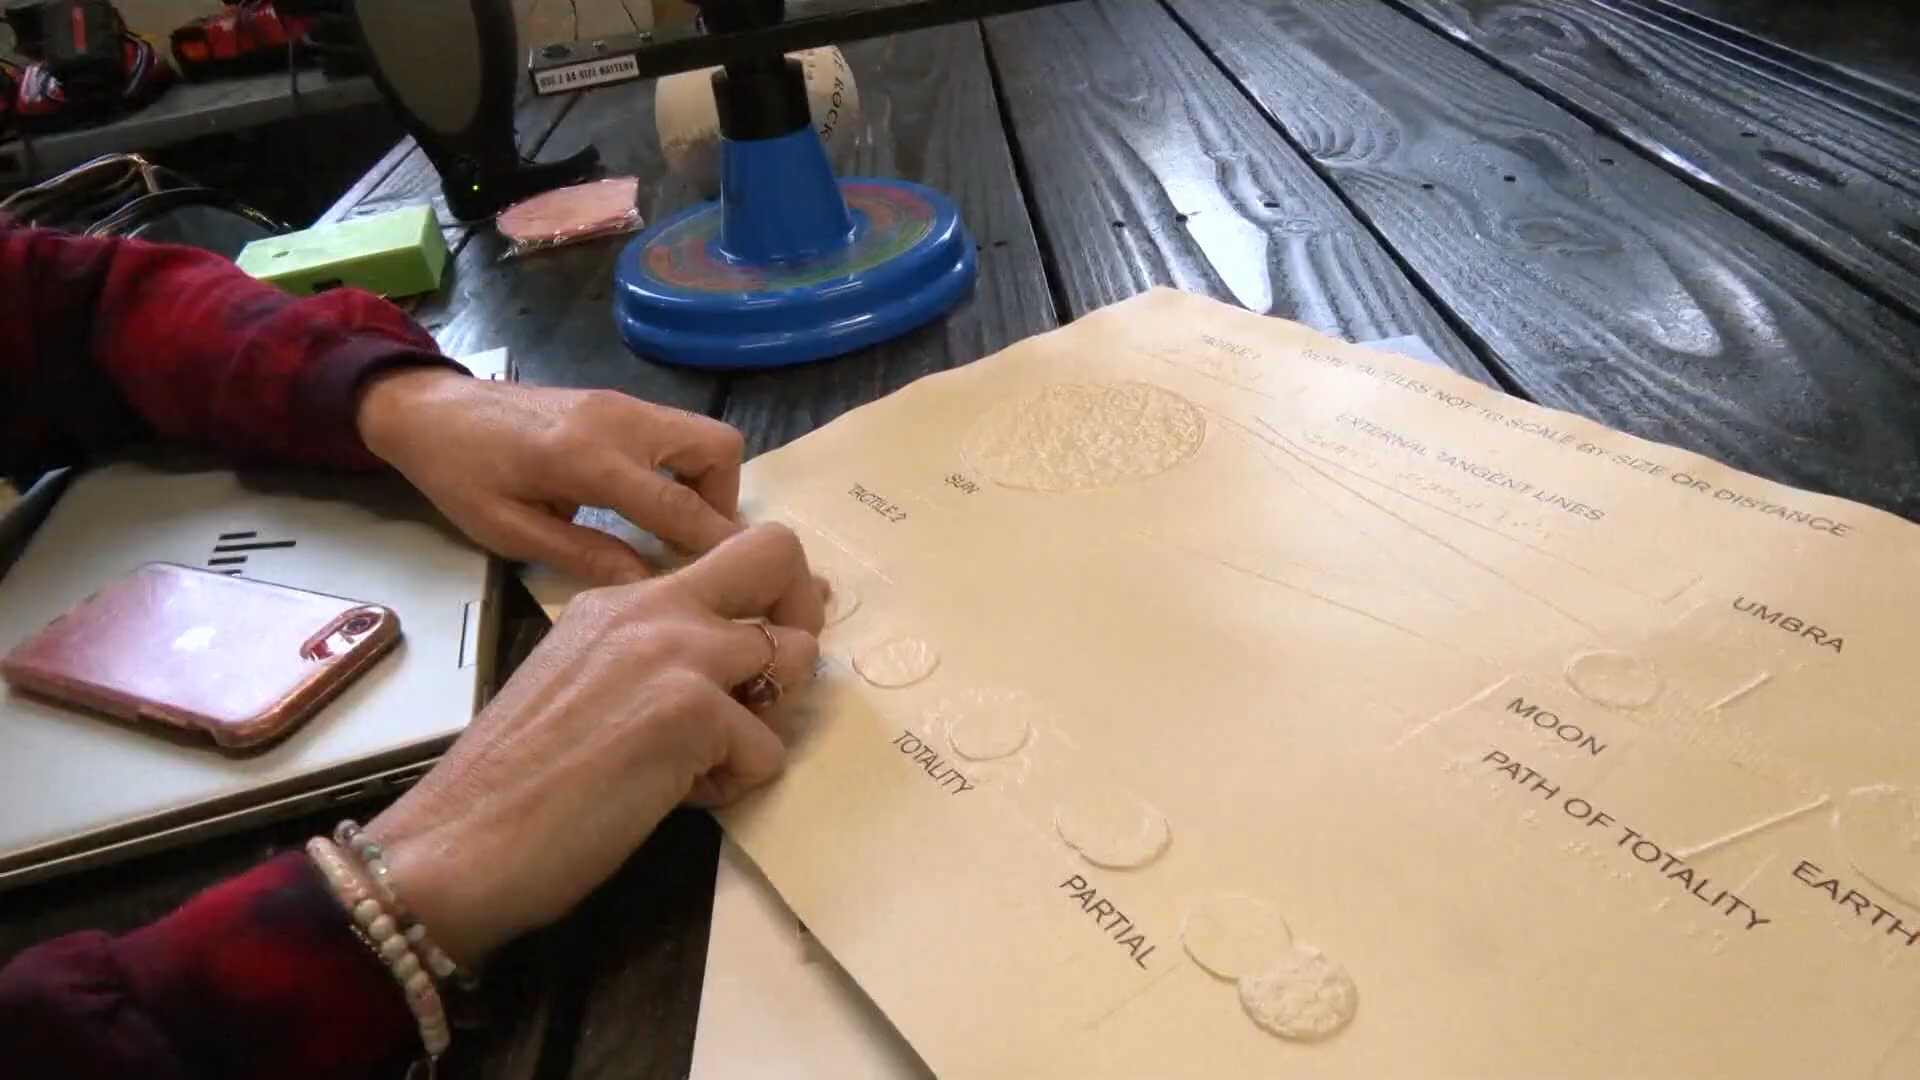 USE 2 AA SIZE BATTERY
ROCK
TACTILE 1
NOTE: TACTILES NOT TO SCALE BY SIZE OR DISTANCE
EXTERNAL TANGENT LINES
SUN
TACTILE 2
UMBRA
MOON
PATH OF TOTALITY
EARTH
TOTALITY
PARTIAL